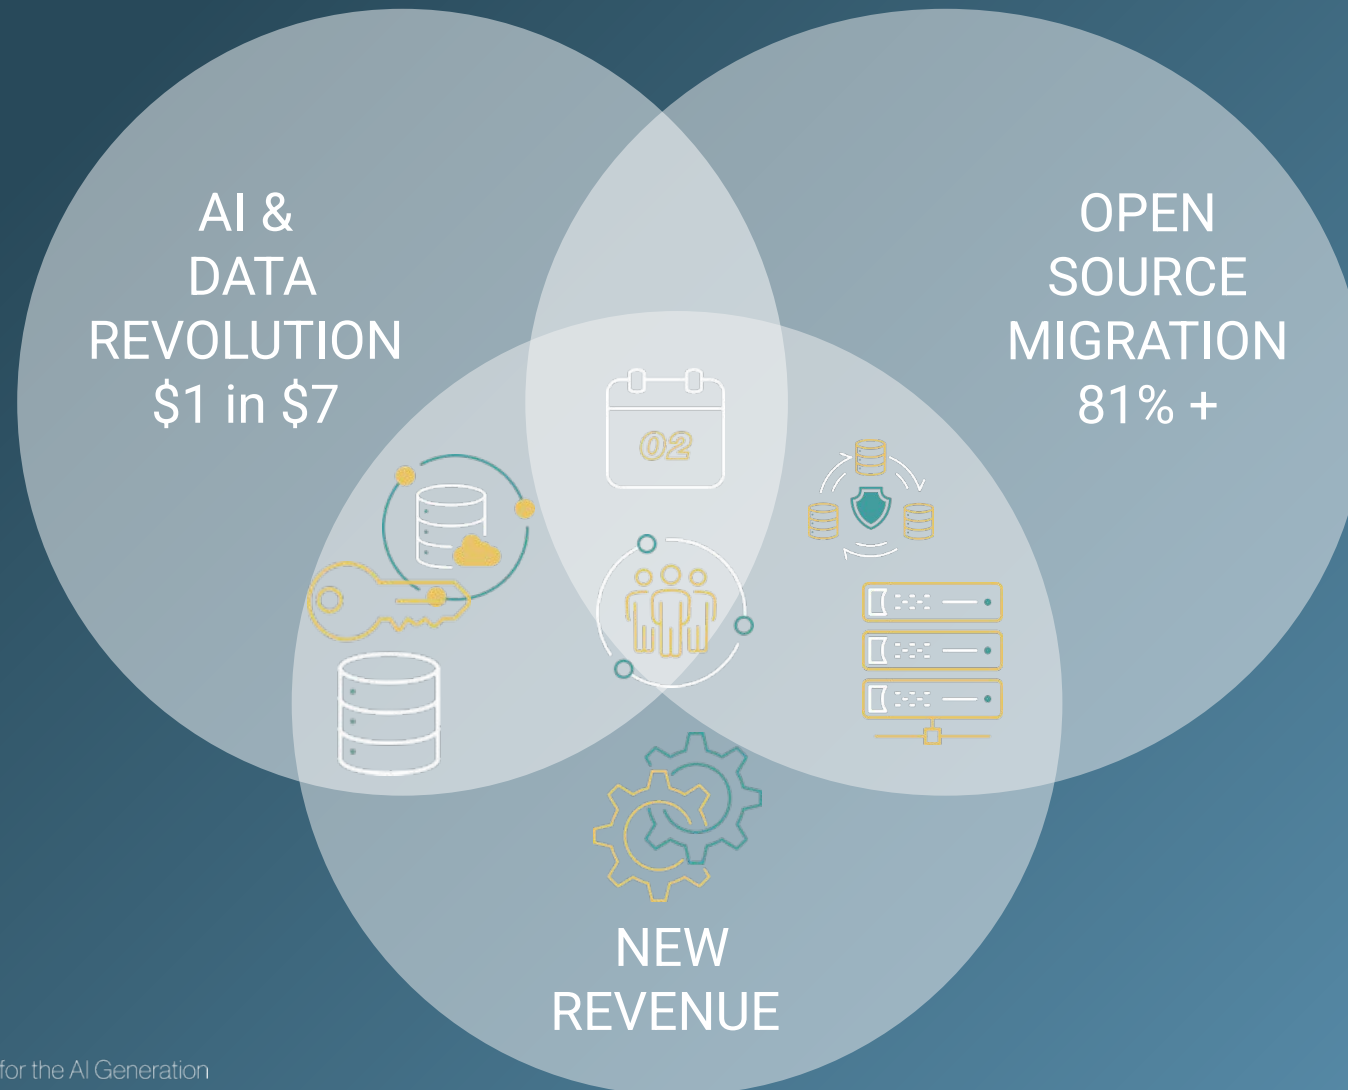 AI &
DATA
REVOLUTION
$1 in $7
OPEN
SOURCE
MIGRATION
81% +
02
NEW
REVENUE
for the AI Generation